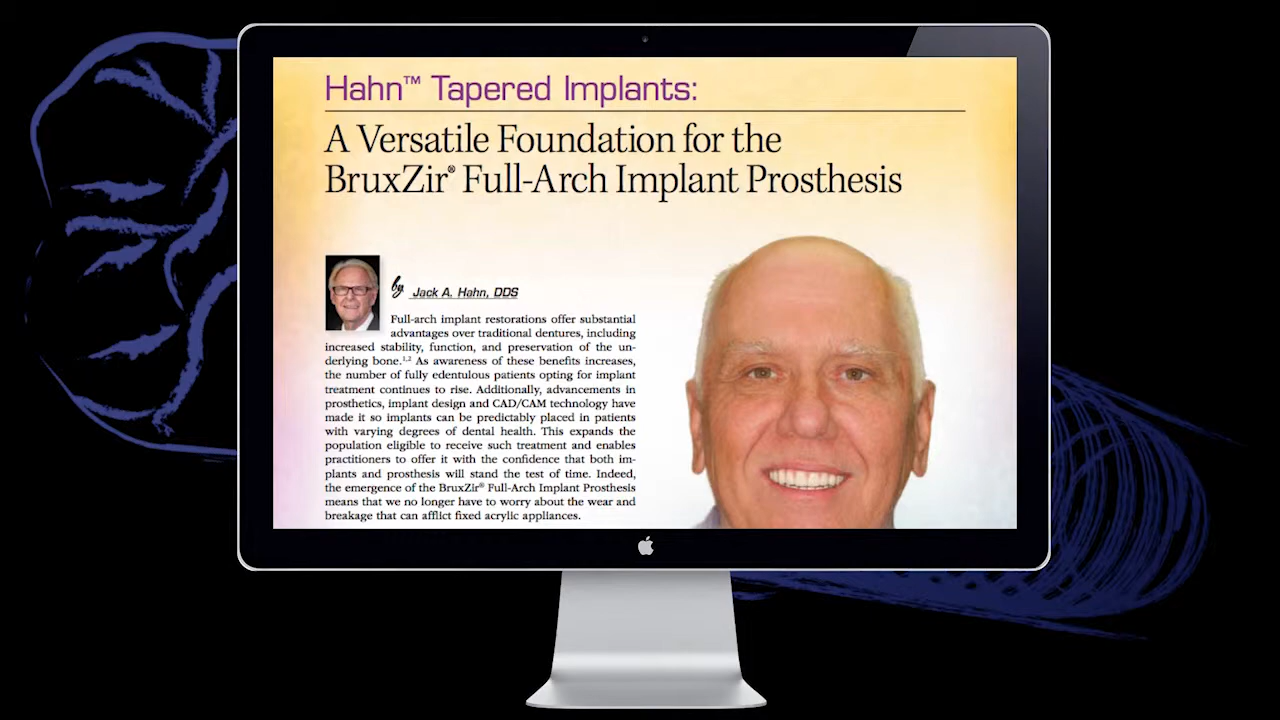 Hahn™ Tapered Implants:
A Versatile Foundation for the
BruxZir® Full-Arch Implant Prosthesis
by Jack A. Hahn, DDS
Full-arch implant restorations offer substantial
advantages over traditional dentures, including
increased stability, function, and preservation of the un-
derlying bone.1,2 As awareness of these benefits increases,
the number of fully edentulous patients opting for implant
treatment continues to rise. Additionally, advancements in
prosthetics, implant design and CAD/CAM technology have
made it so implants can be predictably placed in patients
with varying degrees of dental health. This expands the
population eligible to receive such treatment and enables
practitioners to offer it with the confidence that both im-
plants and prosthesis will stand the test of time. Indeed,
the emergence of the BruxZir® Full-Arch Implant Prosthesis
means that we no longer have to worry about the wear and
breakage that can afflict fixed acrylic appliances.